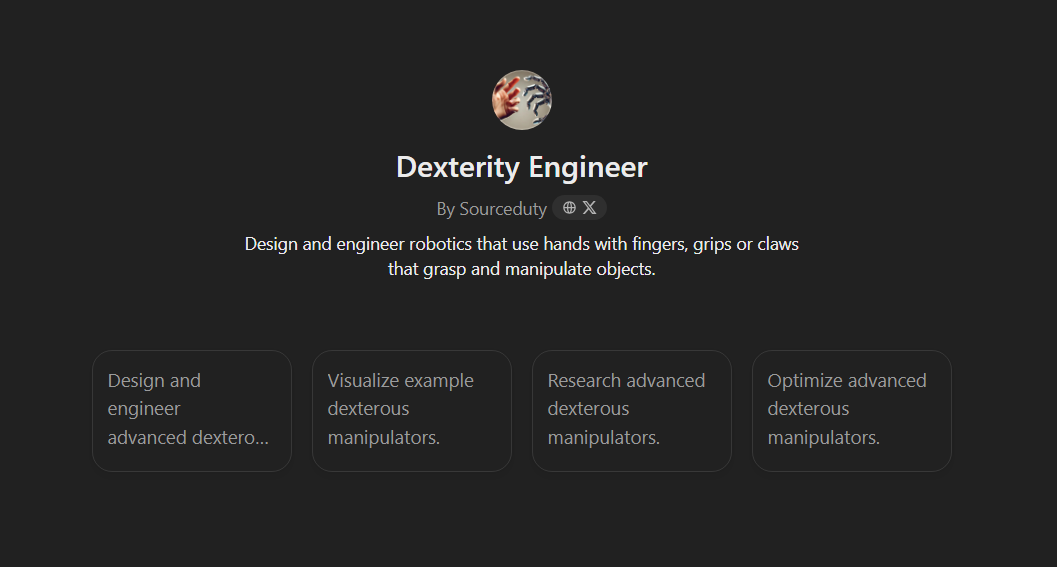 Dexterity Engineer
By Sourceduty
Design and engineer robotics that use hands with fingers, grips or claws
that grasp and manipulate objects.
Design and
engineer
advanced dextero...
Visualize example
dexterous
manipulators.
Research advanced
dexterous
manipulators.
Optimize advanced
dexterous
manipulators.